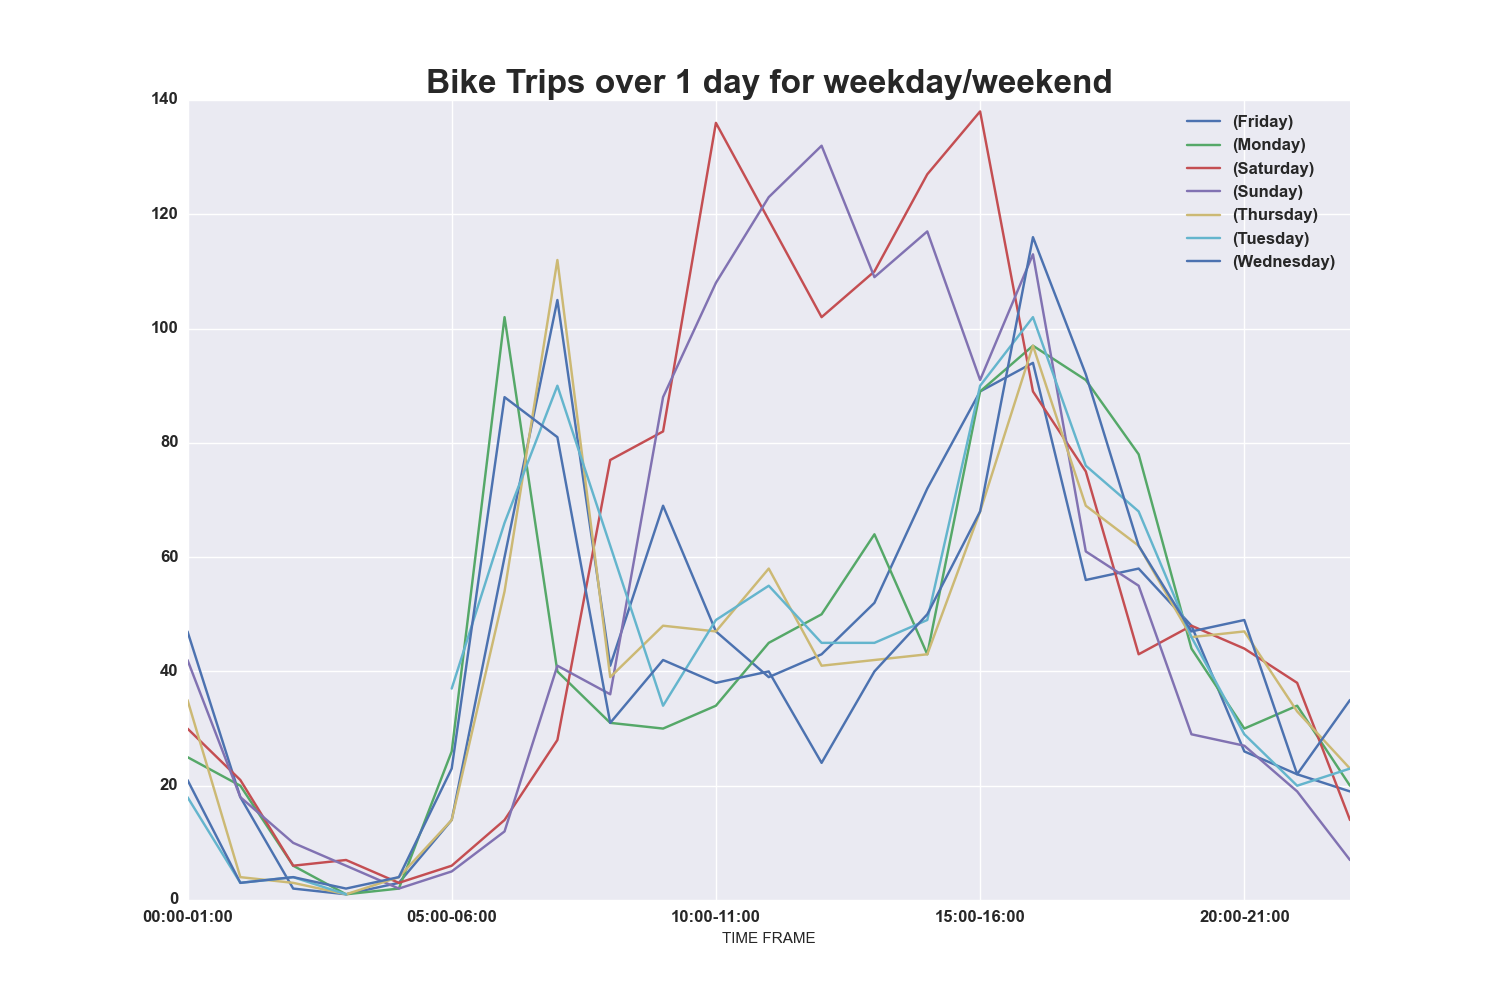 Bike Trips over 1 day for weekday/weekend
140
120
100
80
60
40
20
0
(Friday)
(Monday)
(Saturday)
(Sunday)
(Thursday)
(Tuesday)
(Wednesday)
00:00-01:00 05:00-06:00 10:00-11:00 15:00-16:00 20:00-21:00
TIME FRAME